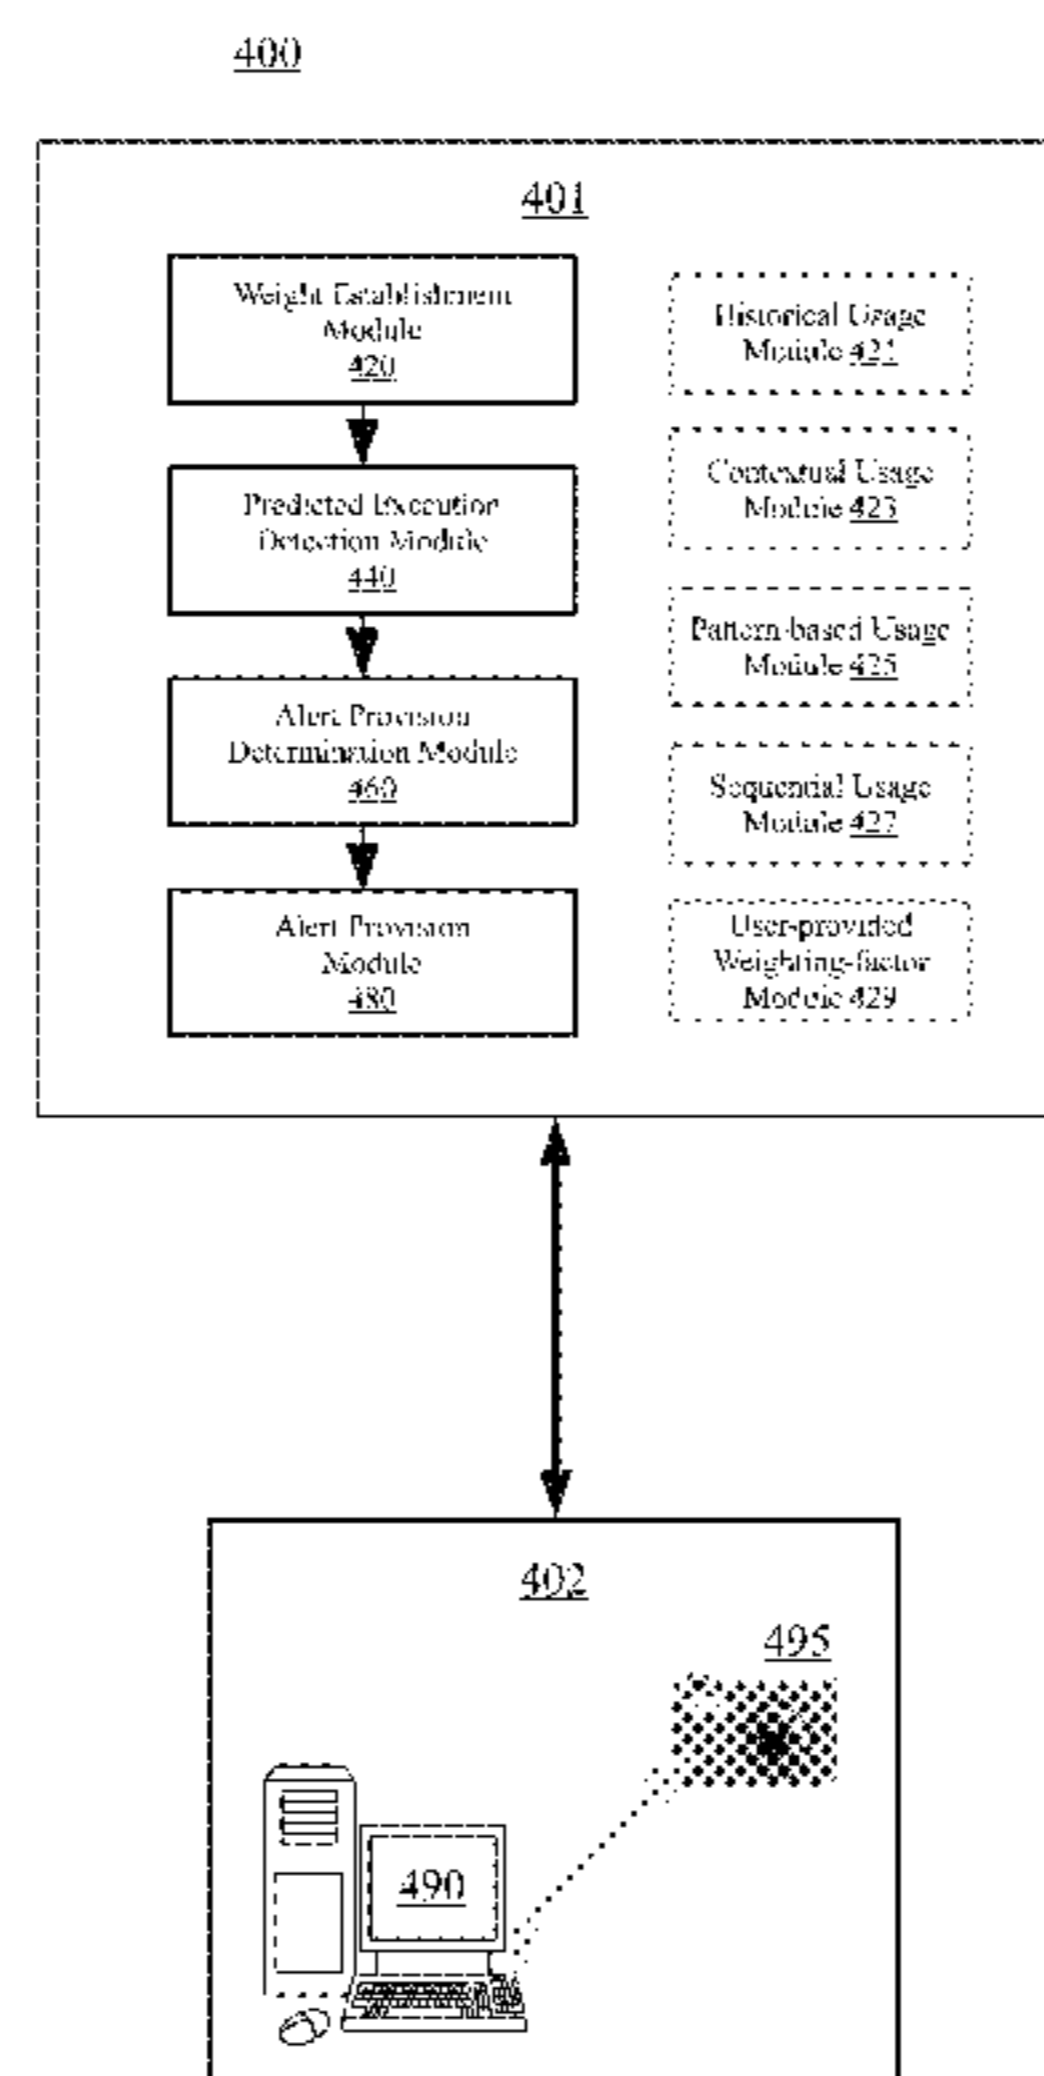 400
401
Weight Establishment
Module
420
Historical Usage
Module 421
Contextual Usage
Module 423
Predicted Execution
Detection Module
440
Pattern-based Usage
Module 425
Alert Provision
Determination Module
460
Sequential Usage
Module 427
Alert Provision
Module
480
User-provided
Weighting-factor
Module 429
402
495
490